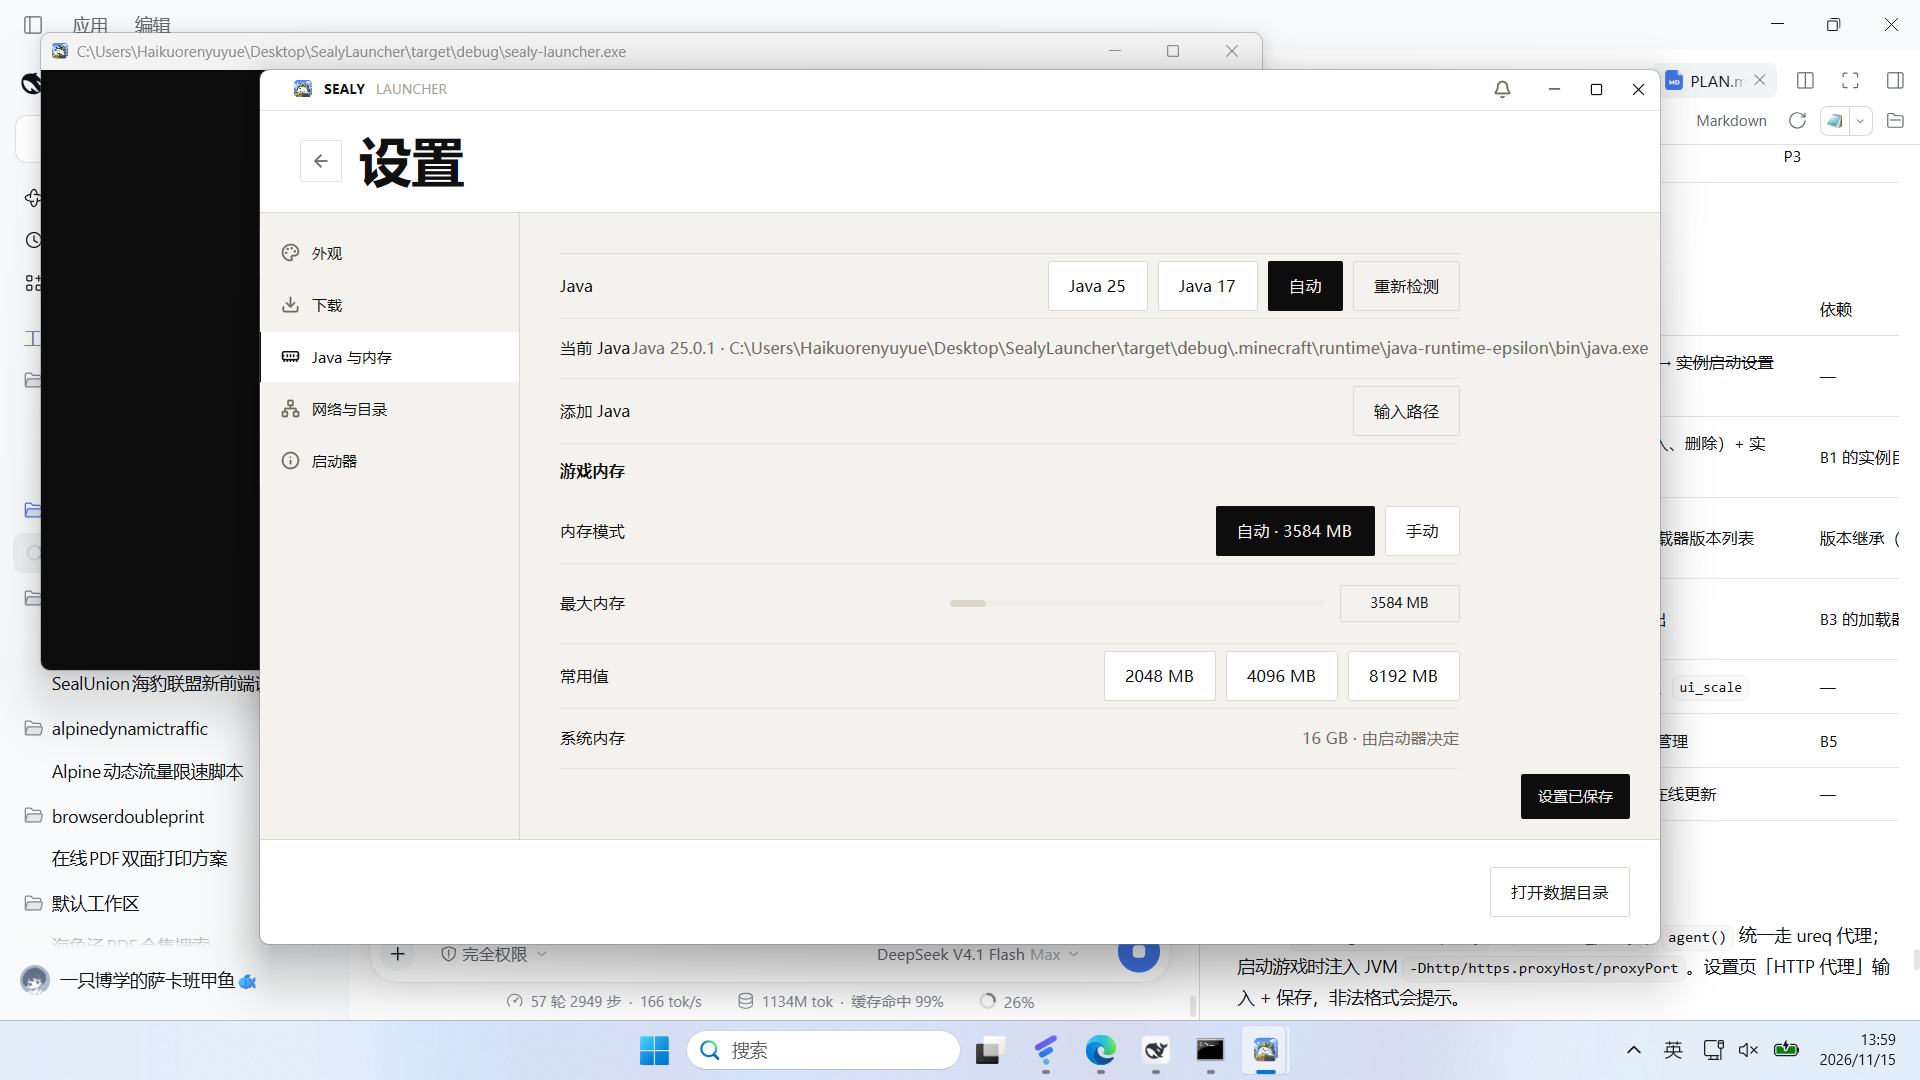 应用 编辑
C:\Users\Haikuorenyuyue\Desktop\SealyLauncher\target\debug\sealy-launcher.exe
SEALY LAUNCHER
设置
外观
下载
Java 与内存
网络与目录
启动器
Java
Java 25
Java 17
自动
重新检测
当前 Java
Java 25.0.1 · C:\Users\Haikuorenyuyue\Desktop\SealyLauncher\target\debug\.minecraft\runtime\java-runtime-epsilon\bin\java.exe
添加 Java
输入路径
游戏内存
内存模式
自动 · 3584 MB
手动
最大内存
3584 MB
常用值
2048 MB
4096 MB
8192 MB
系统内存
16 GB · 由启动器决定
设置已保存
打开数据目录
PLAN.m
Markdown
P3
依赖
→ 实例启动设置
—
、删除）+ 实
B1 的实例目
载器版本列表
版本继承（
B3 的加载器
ui_scale
—
管理
B5
在线更新
—
agent() 统一走 ureq 代理；
启动游戏时注入 JVM -Dhttp/https.proxyHost/proxyPort 。设置页「HTTP 代理」输
入 + 保存，非法格式会提示。
SealUnion海豹联盟新前端
alpinedynamictraffic
Alpine动态流量限速脚本
browserdoubleprint
在线PDF双面打印方案
默认工作区
一只博学的萨卡班甲鱼
完全权限
DeepSeek V4.1 Flash Max
57 轮 2949 步 · 166 tok/s
1134M tok · 缓存命中 99%
26%
搜索
英
13:59
2026/11/15